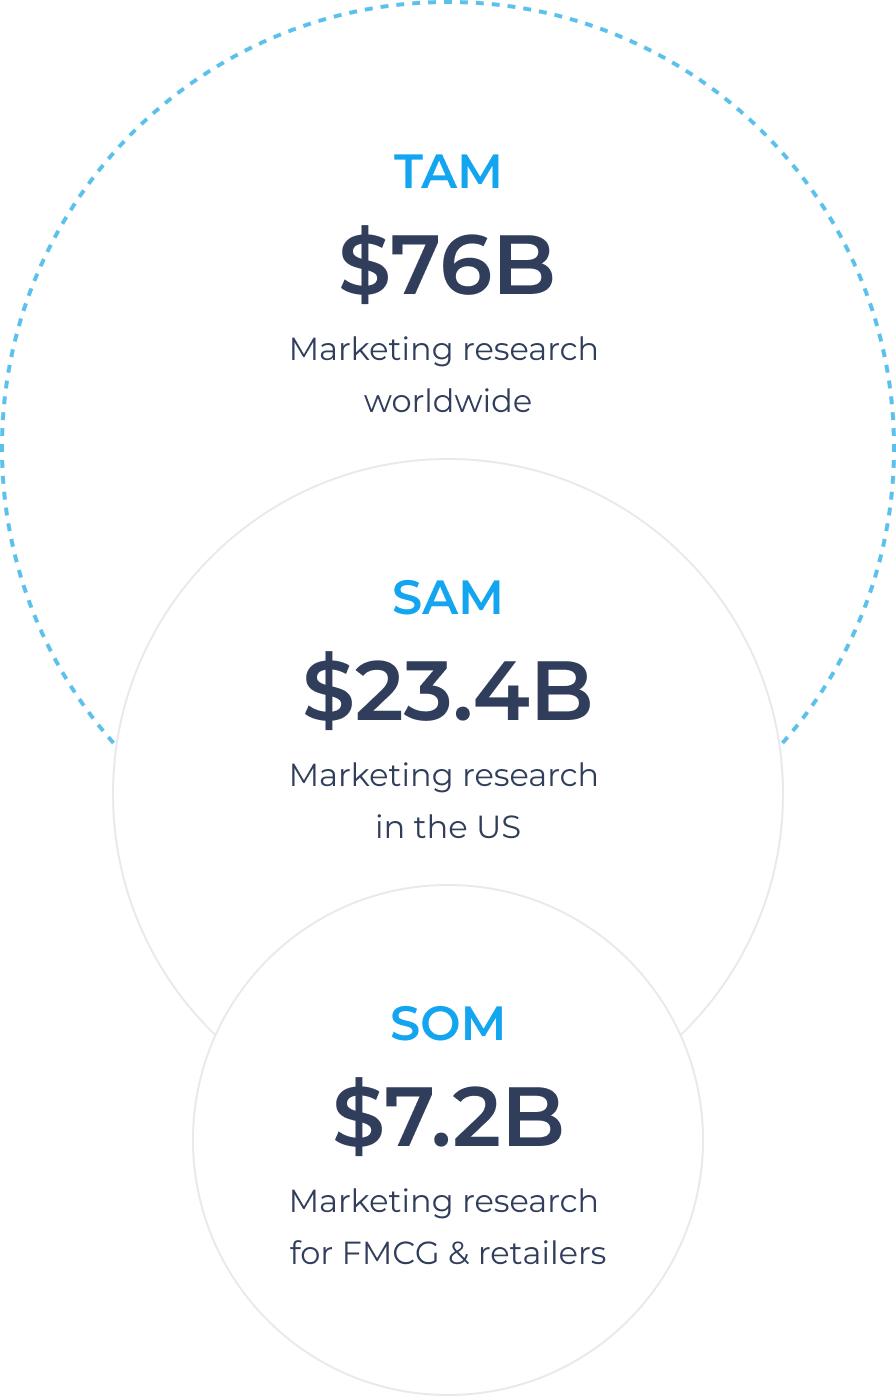 TAM
$76B
Marketing research
worldwide
SAM
$23.4B
Marketing research
in the US
SOM
$7.2B
Marketing research
for FMCG & retailers